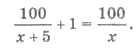 100/(x + 5) + 1 = 100/x,